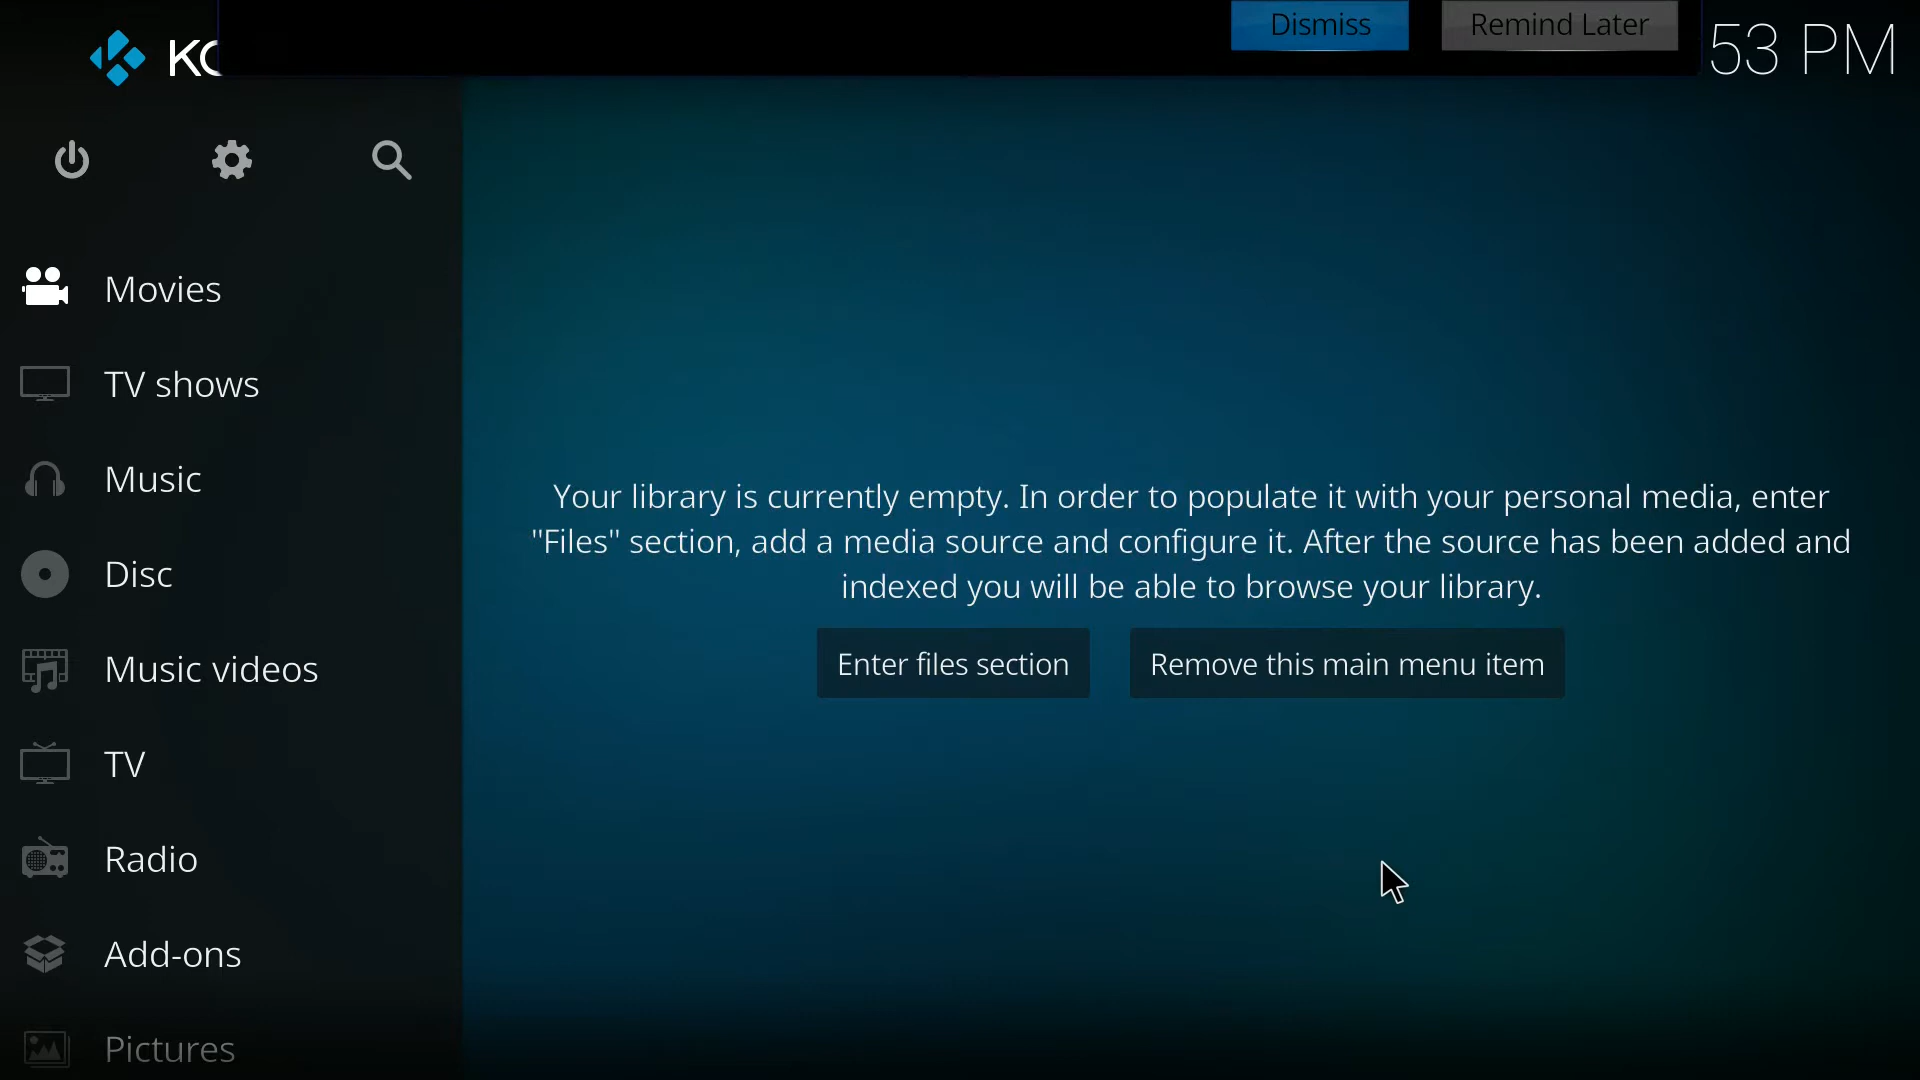 Dismiss
Remind Later
53 PM
Movies
TV shows
Music
Disc
Music videos
TV
Radio
Add-ons
Pictures
Your library is currently empty. In order to populate it with your personal media, enter
"Files" section, add a media source and configure it. After the source has been added and
indexed you will be able to browse your library.
Enter files section
Remove this main menu item